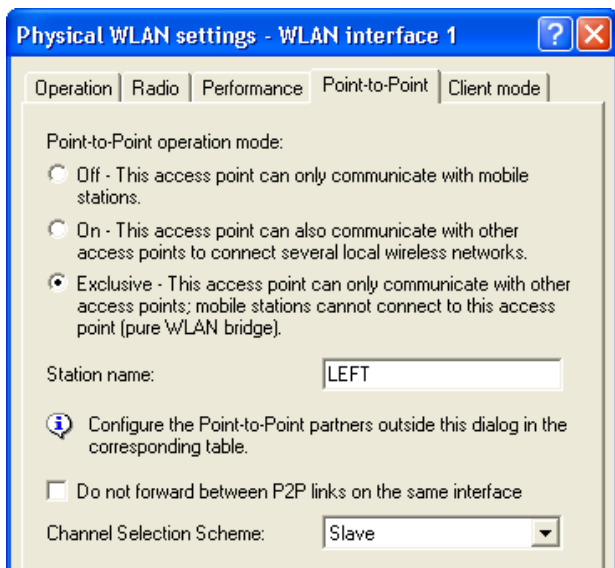 Physical WLAN settings - WLAN interface 1
Operation Radio Performance Point-to-Point Client mode
Point-to-Point operation mode:
Off - This access point can only communicate with mobile
stations.
On - This access point can also communicate with other
access points to connect several local wireless networks.
Exclusive - This access point can only communicate with other
access points; mobile stations cannot connect to this access
point (pure WLAN bridge).
Station name: LEFT
Configure the Point-to-Point partners outside this dialog in the
corresponding table.
Do not forward between P2P links on the same interface
Channel Selection Scheme: Slave